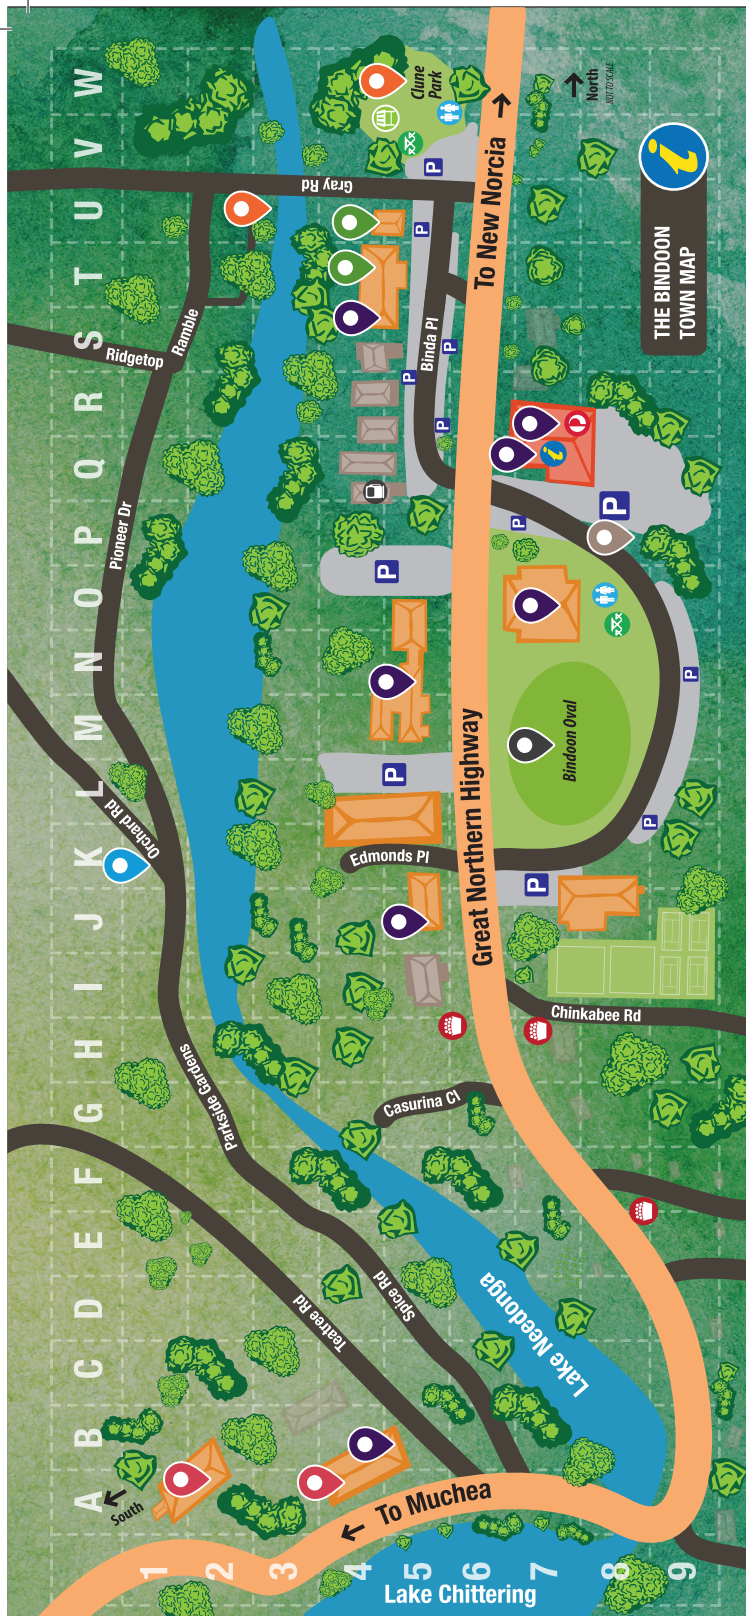 THE BINDOON
TOWN MAP
i
North
NOT TO SCALE
Clune
Park
P
Gray Rd
To New Norcia
P
Binda Pl
P
P
P
Ridgetop
Ramble
Pioneer Dr
i
P
P
P
P
P
P
P
Bindoon Oval
Great Northern Highway
Orchard Rd
Edmonds Pl
P
Chinkabee Rd
Parkside Gardens
Casurina Cl
Spice Rd
Teatree Rd
Lake Needonga
South
To Muchea
Lake Chittering
A
B
C
D
E
F
G
H
I
J
K
L
M
N
O
P
Q
R
S
T
U
V
W
1
2
3
4
5
6
7
8
9